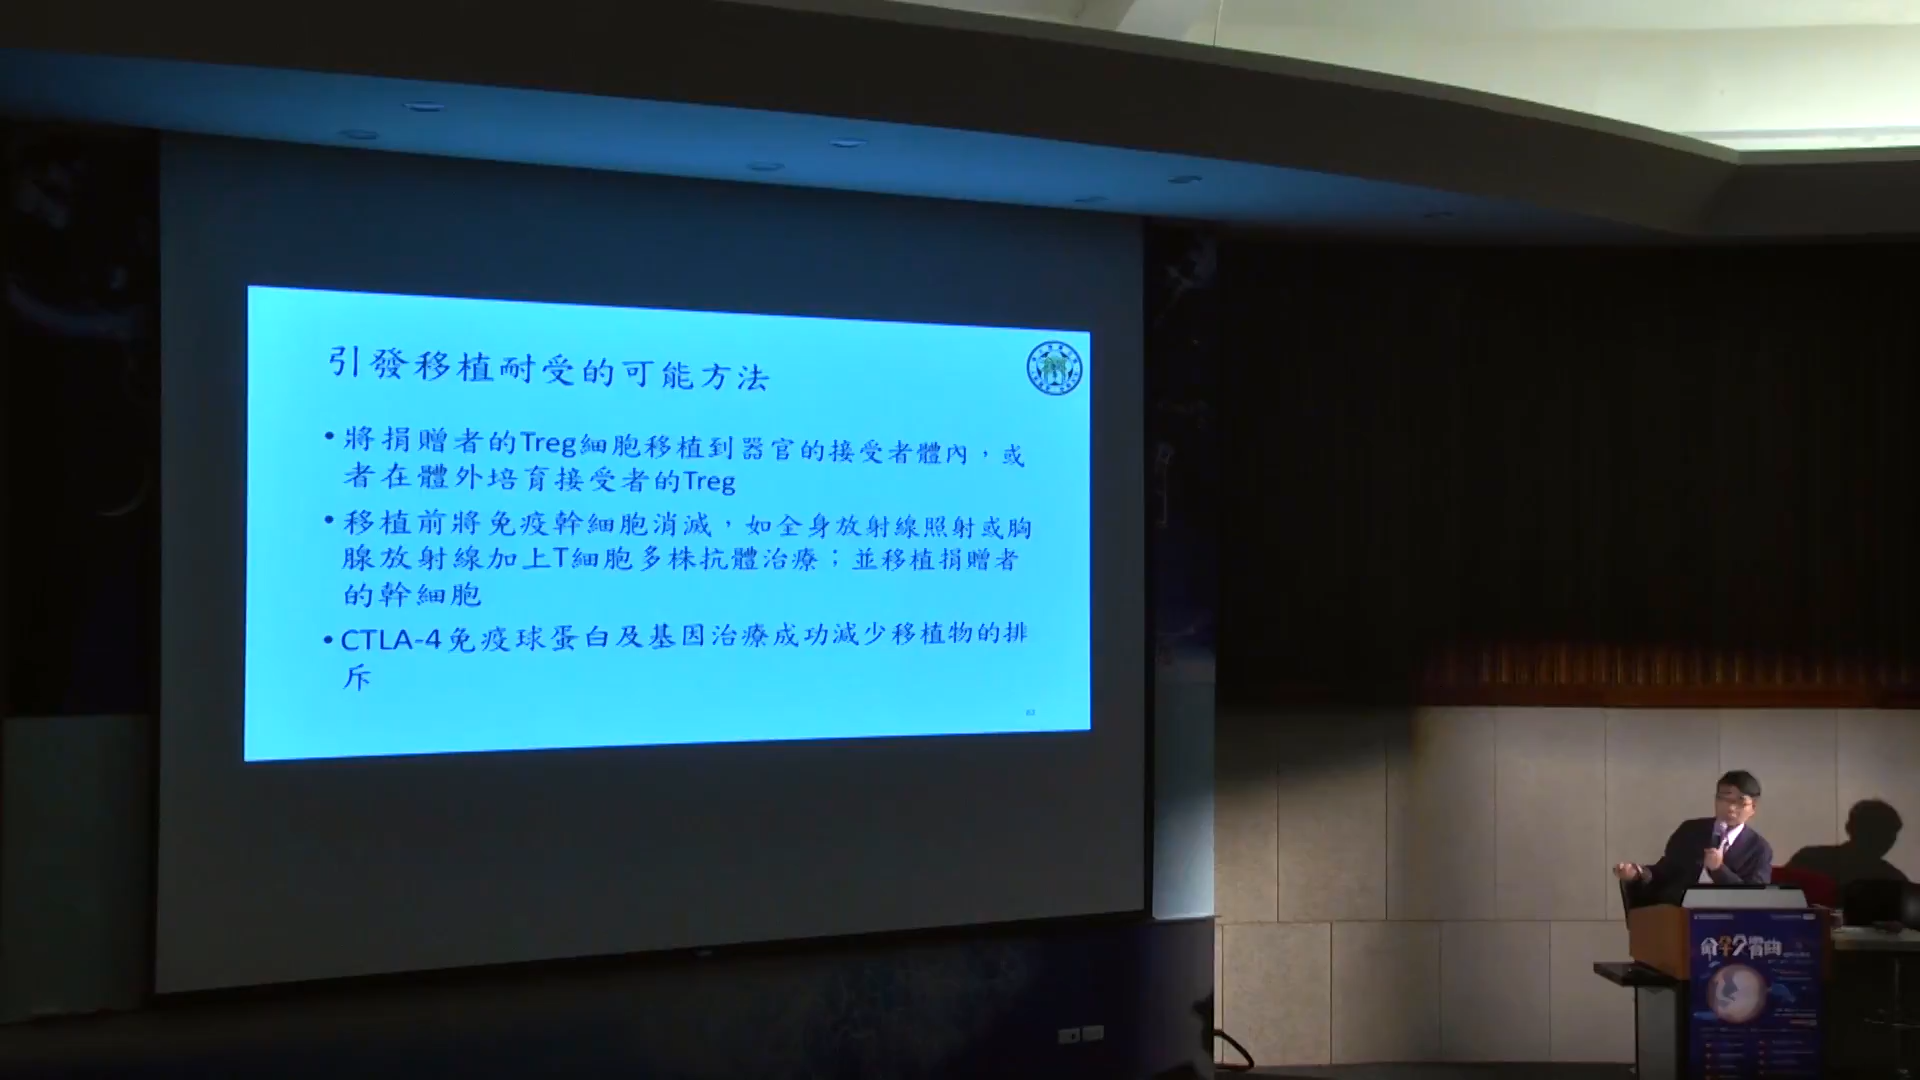 引發移植耐受的可能方法
•將捐贈者的Treg細胞移植到器官的接受者體內，或
者在體外培育接受者的Treg
•移植前將免疫幹細胞消滅，如全身放射線照射或胸
腺放射線加上T細胞多株抗體治療；並移植捐贈者
的幹細胞
•CTLA-4免疫球蛋白及基因治療成功減少移植物的排
斥